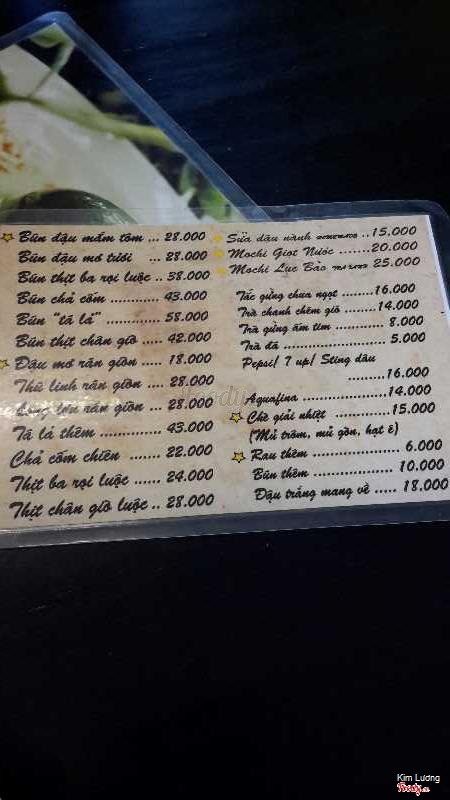 Bún đậu mắm tôm ... 28.000
Bún đậu mơ tươi ... 28.000
Bún thịt ba rọi luộc .. 38.000
Bún chả cốm ............ 43.000
Bún "tá lả" ............ 58.000
Bún thịt chân giò ... 42.000
Đậu mơ rán giòn .... 18.000
Thủ linh rán giòn .... 28.000
rán giòn .... 28.000
Tá lả thêm ............... 43.000
Chả cốm chiên ....... 22.000
Thịt ba rọi luộc ...... 24.000
Thịt chân giò luộc .. 28.000
Sữa đậu nành ..15.000
Mochi Giọt Nước .......20.000
Mochi Lục Bảo 25.000
Tắc gừng chua ngọt ........16.000
Trà chanh chém gió .......14.000
Trà gừng ấm tim ........... 8.000
Trà đá ........................ 5.000
Pepsi/ 7 up/ Sting dâu
..............16.000
Aquafina ....................14.000
Chè giải nhiệt ...............15.000
(Mủ trôm, mủ gòn, hạt é)
Rau thêm .................... 6.000
Bún thêm .................. 10.000
Đậu trắng mang về ..... 18.000
Kim Lương
Foody.vn